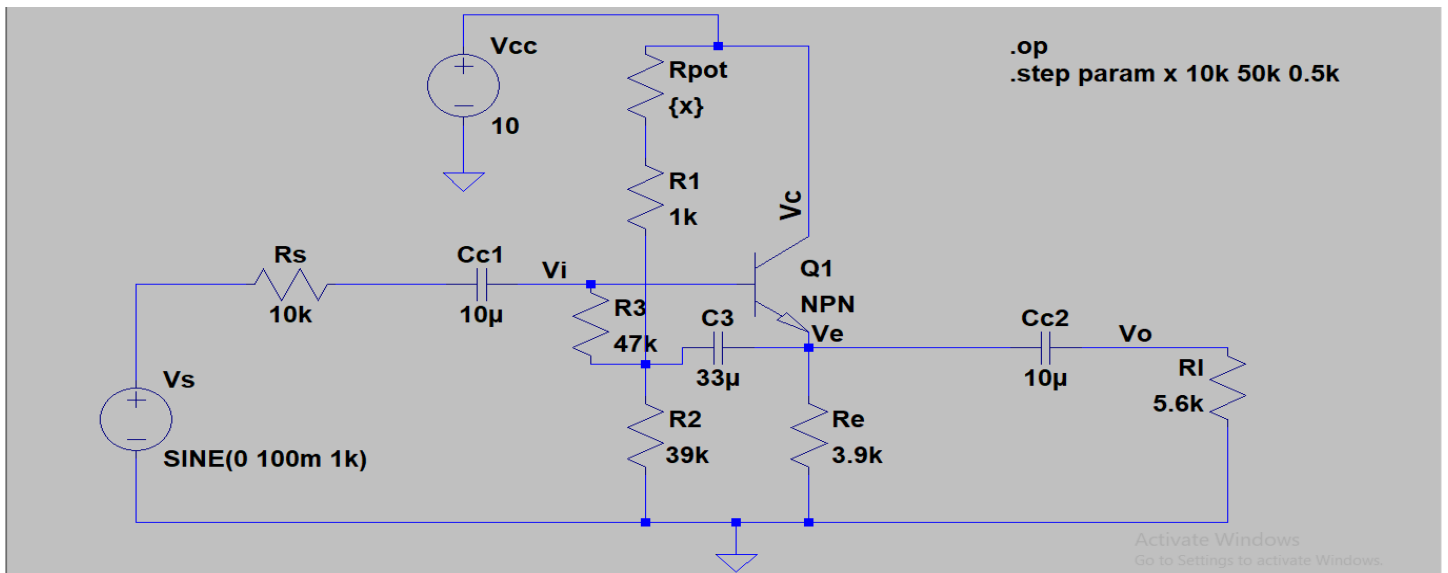 Vcc
10
Rpot
{x}
.op
.step param x 10k 50k 0.5k
R1
1k
Vc
Rs
10k
Cc1
10µ
Vi
Q1
NPN
R3
47k
C3
33µ
Ve
Cc2
10µ
Vo
Rl
5.6k
Vs
SINE(0 100m 1k)
R2
39k
Re
3.9k
Activate Windows
Go to Settings to activate Windows.